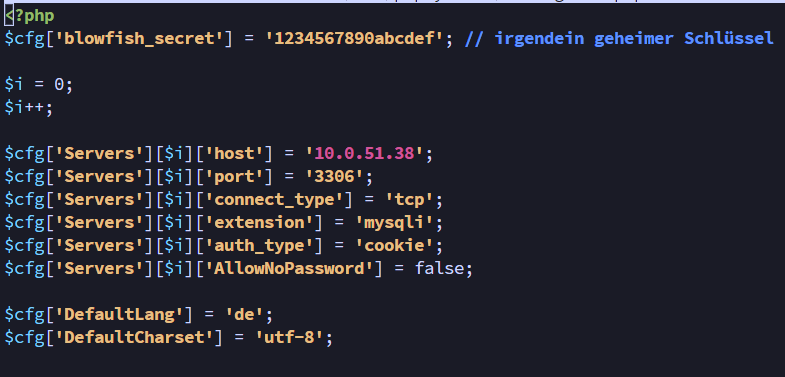 <?php
$cfg['blowfish_secret'] = '1234567890abcdef'; // irgendein geheimer Schlüssel
$i = 0;
$i++;
$cfg['Servers'][$i]['host'] = '10.0.51.38';
$cfg['Servers'][$i]['port'] = '3306';
$cfg['Servers'][$i]['connect_type'] = 'tcp';
$cfg['Servers'][$i]['extension'] = 'mysqli';
$cfg['Servers'][$i]['auth_type'] = 'cookie';
$cfg['Servers'][$i]['AllowNoPassword'] = false;
$cfg['DefaultLang'] = 'de';
$cfg['DefaultCharset'] = 'utf-8';